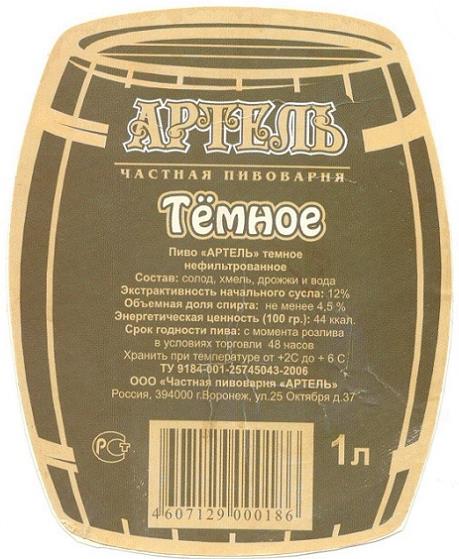 АРТЕЛЬ
ЧАСТНАЯ ПИВОВАРНЯ
Тёмное
Пиво «АРТЕЛЬ» темное
нефильтрованное
Состав: солод, хмель, дрожжи и вода
Экстрактивность начального сусла: 12%
Объемная доля спирта: не менее 4,5 %
Энергетическая ценность (100 гр.): 44 ккал.
Срок годности пива: с момента розлива
в условиях торговли 48 часов
Хранить при температуре от +2С до + 6 С
ТУ 9184-001-25745043-2006
ООО «Частная пивоварня «АРТЕЛЬ»
Россия, 394000 г.Воронеж, ул.25 Октября д.37
РСТ
1л
4 607129 000186